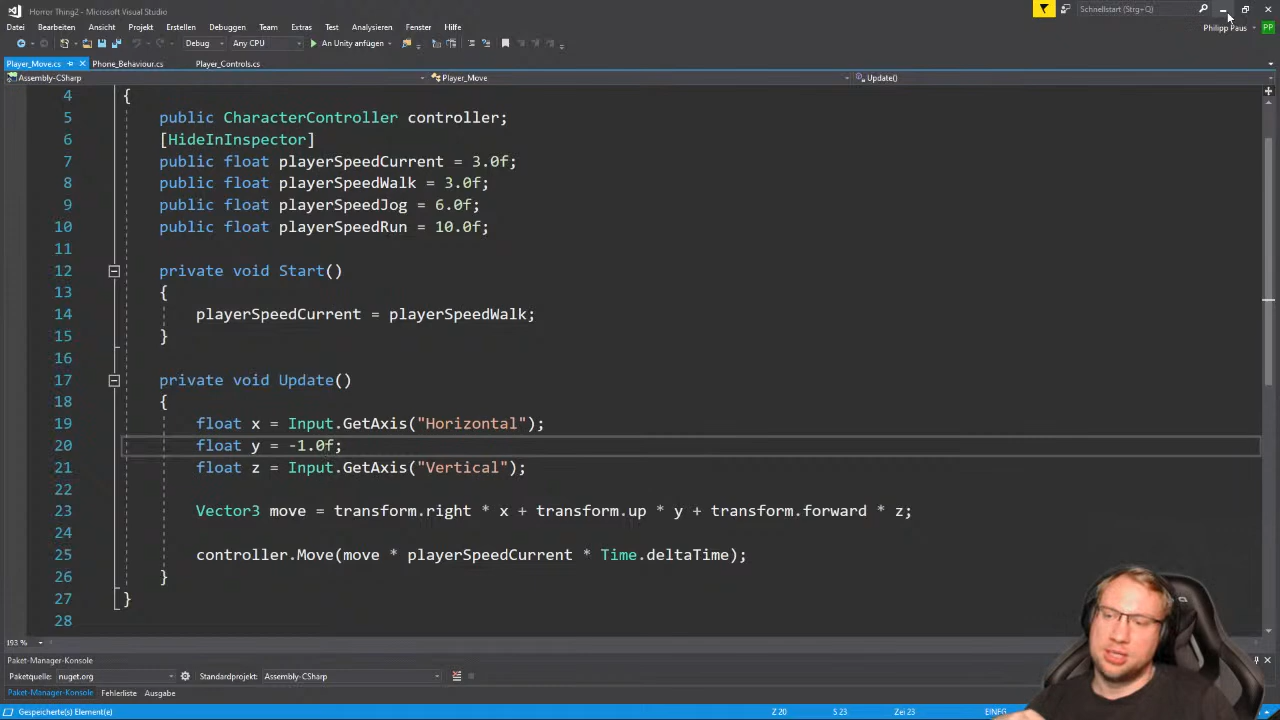 Horror Thing2 - Microsoft Visual Studio
Schnellstart (Strg+Q)
Datei Bearbeiten Ansicht Projekt Erstellen Debuggen Team Extras Test Analysieren Fenster Hilfe
Philipp Paus PP
Debug Any CPU An Unity anfügen
Player_Move.cs Phone_Behaviour.cs Player_Controls.cs
Assembly-CSharp Player_Move Update()
4 {
5 public CharacterController controller;
6 [HideInInspector]
7 public float playerSpeedCurrent = 3.0f;
8 public float playerSpeedWalk = 3.0f;
9 public float playerSpeedJog = 6.0f;
10 public float playerSpeedRun = 10.0f;
11
12 private void Start()
13 {
14 playerSpeedCurrent = playerSpeedWalk;
15 }
16
17 private void Update()
18 {
19 float x = Input.GetAxis("Horizontal");
20 float y = -1.0f;
21 float z = Input.GetAxis("Vertical");
22
23 Vector3 move = transform.right * x + transform.up * y + transform.forward * z;
24
25 controller.Move(move * playerSpeedCurrent * Time.deltaTime);
26 }
27 }
28
193 %
Paket-Manager-Konsole
Paketquelle: nuget.org Standardprojekt: Assembly-CSharp
Paket-Manager-Konsole Fehlerliste Ausgabe
Gespeicherte(s) Element(e) Z 20 S 23 Zei 23 EINFG